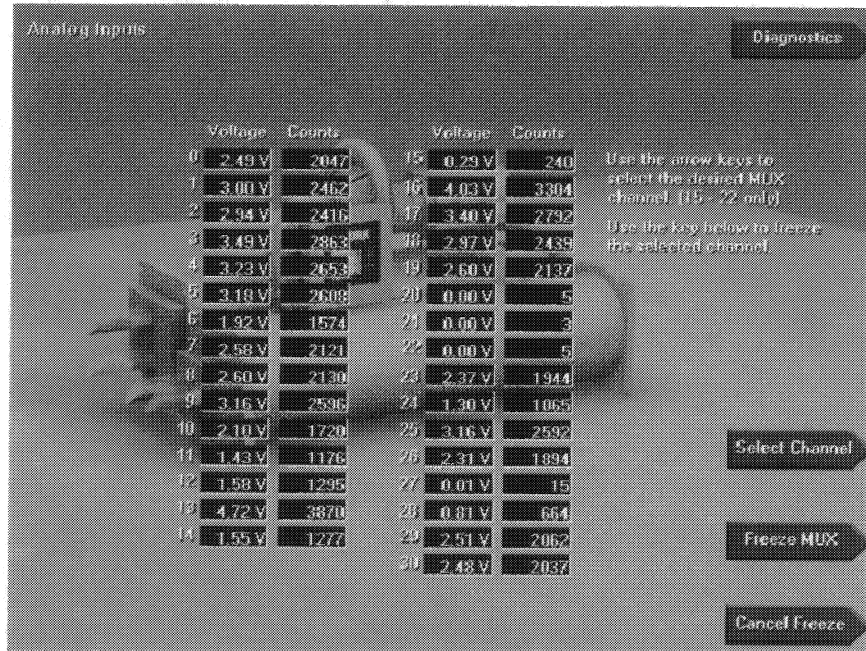 Analog Inputs
Diagnostics
Voltage Counts Voltage Counts
0 2.49 V 2047 15 0.29 V 240
1 3.00 V 2462 16 4.03 V 3304
2 2.94 V 2416 17 3.40 V 2792
3 3.49 V 2863 18 2.97 V 2439
4 3.23 V 2653 19 2.60 V 2137
5 3.18 V 2608 20 0.00 V 5
6 1.92 V 1574 21 0.00 V 3
7 2.58 V 2121 22 0.00 V 5
8 2.60 V 2130 23 2.37 V 1944
9 3.16 V 2596 24 1.30 V 1065
10 2.10 V 1720 25 3.16 V 2592
11 1.43 V 1176 26 2.31 V 1894
12 1.58 V 1295 27 0.01 V 15
13 4.72 V 3870 28 0.81 V 664
14 1.55 V 1277 29 2.51 V 2062
30 2.48 V 2037
Use the arrow keys to
select the desired MUX
channel. (15 - 22 only)
Use the key below to freeze
the selected channel.
Select Channel
Freeze MUX
Cancel Freeze